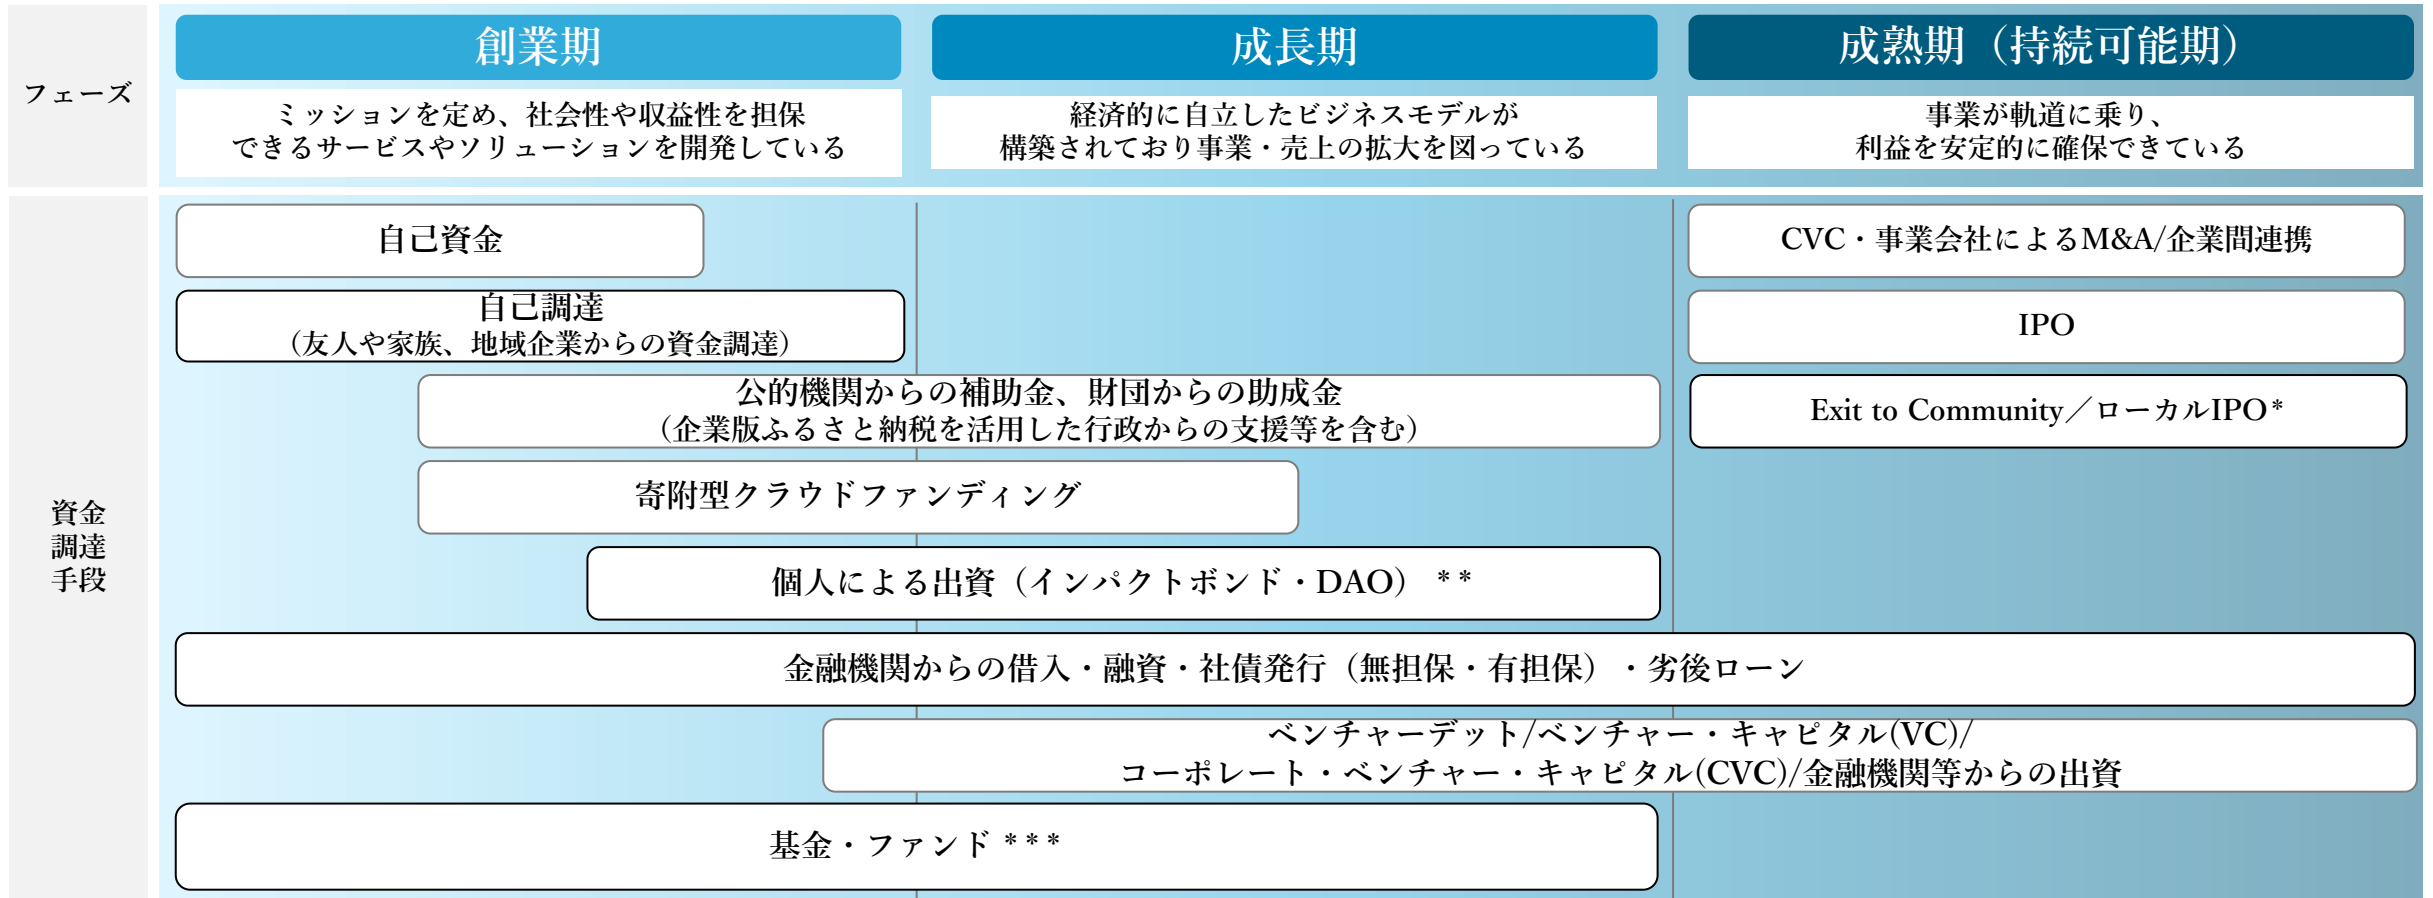 フェーズ
創業期
ミッションを定め、社会性や収益性を担保
できるサービスやソリューションを開発している
成長期
経済的に自立したビジネスモデルが
構築されており事業・売上の拡大を図っている
成熟期（持続可能期）
事業が軌道に乗り、
利益を安定的に確保できている
資金
調達
手段
自己資金
CVC・事業会社によるM&A/企業間連携
自己調達
（友人や家族、地域企業からの資金調達）
IPO
公的機関からの補助金、財団からの助成金
（企業版ふるさと納税を活用した行政からの支援等を含む）
Exit to Community／ローカルIPO*
寄附型クラウドファンディング
個人による出資（インパクトボンド・DAO） **
金融機関からの借入・融資・社債発行（無担保・有担保）・劣後ローン
ベンチャーデット/ベンチャー・キャピタル(VC)/
コーポレート・ベンチャー・キャピタル(CVC)/金融機関等からの出資
基金・ファンド ***